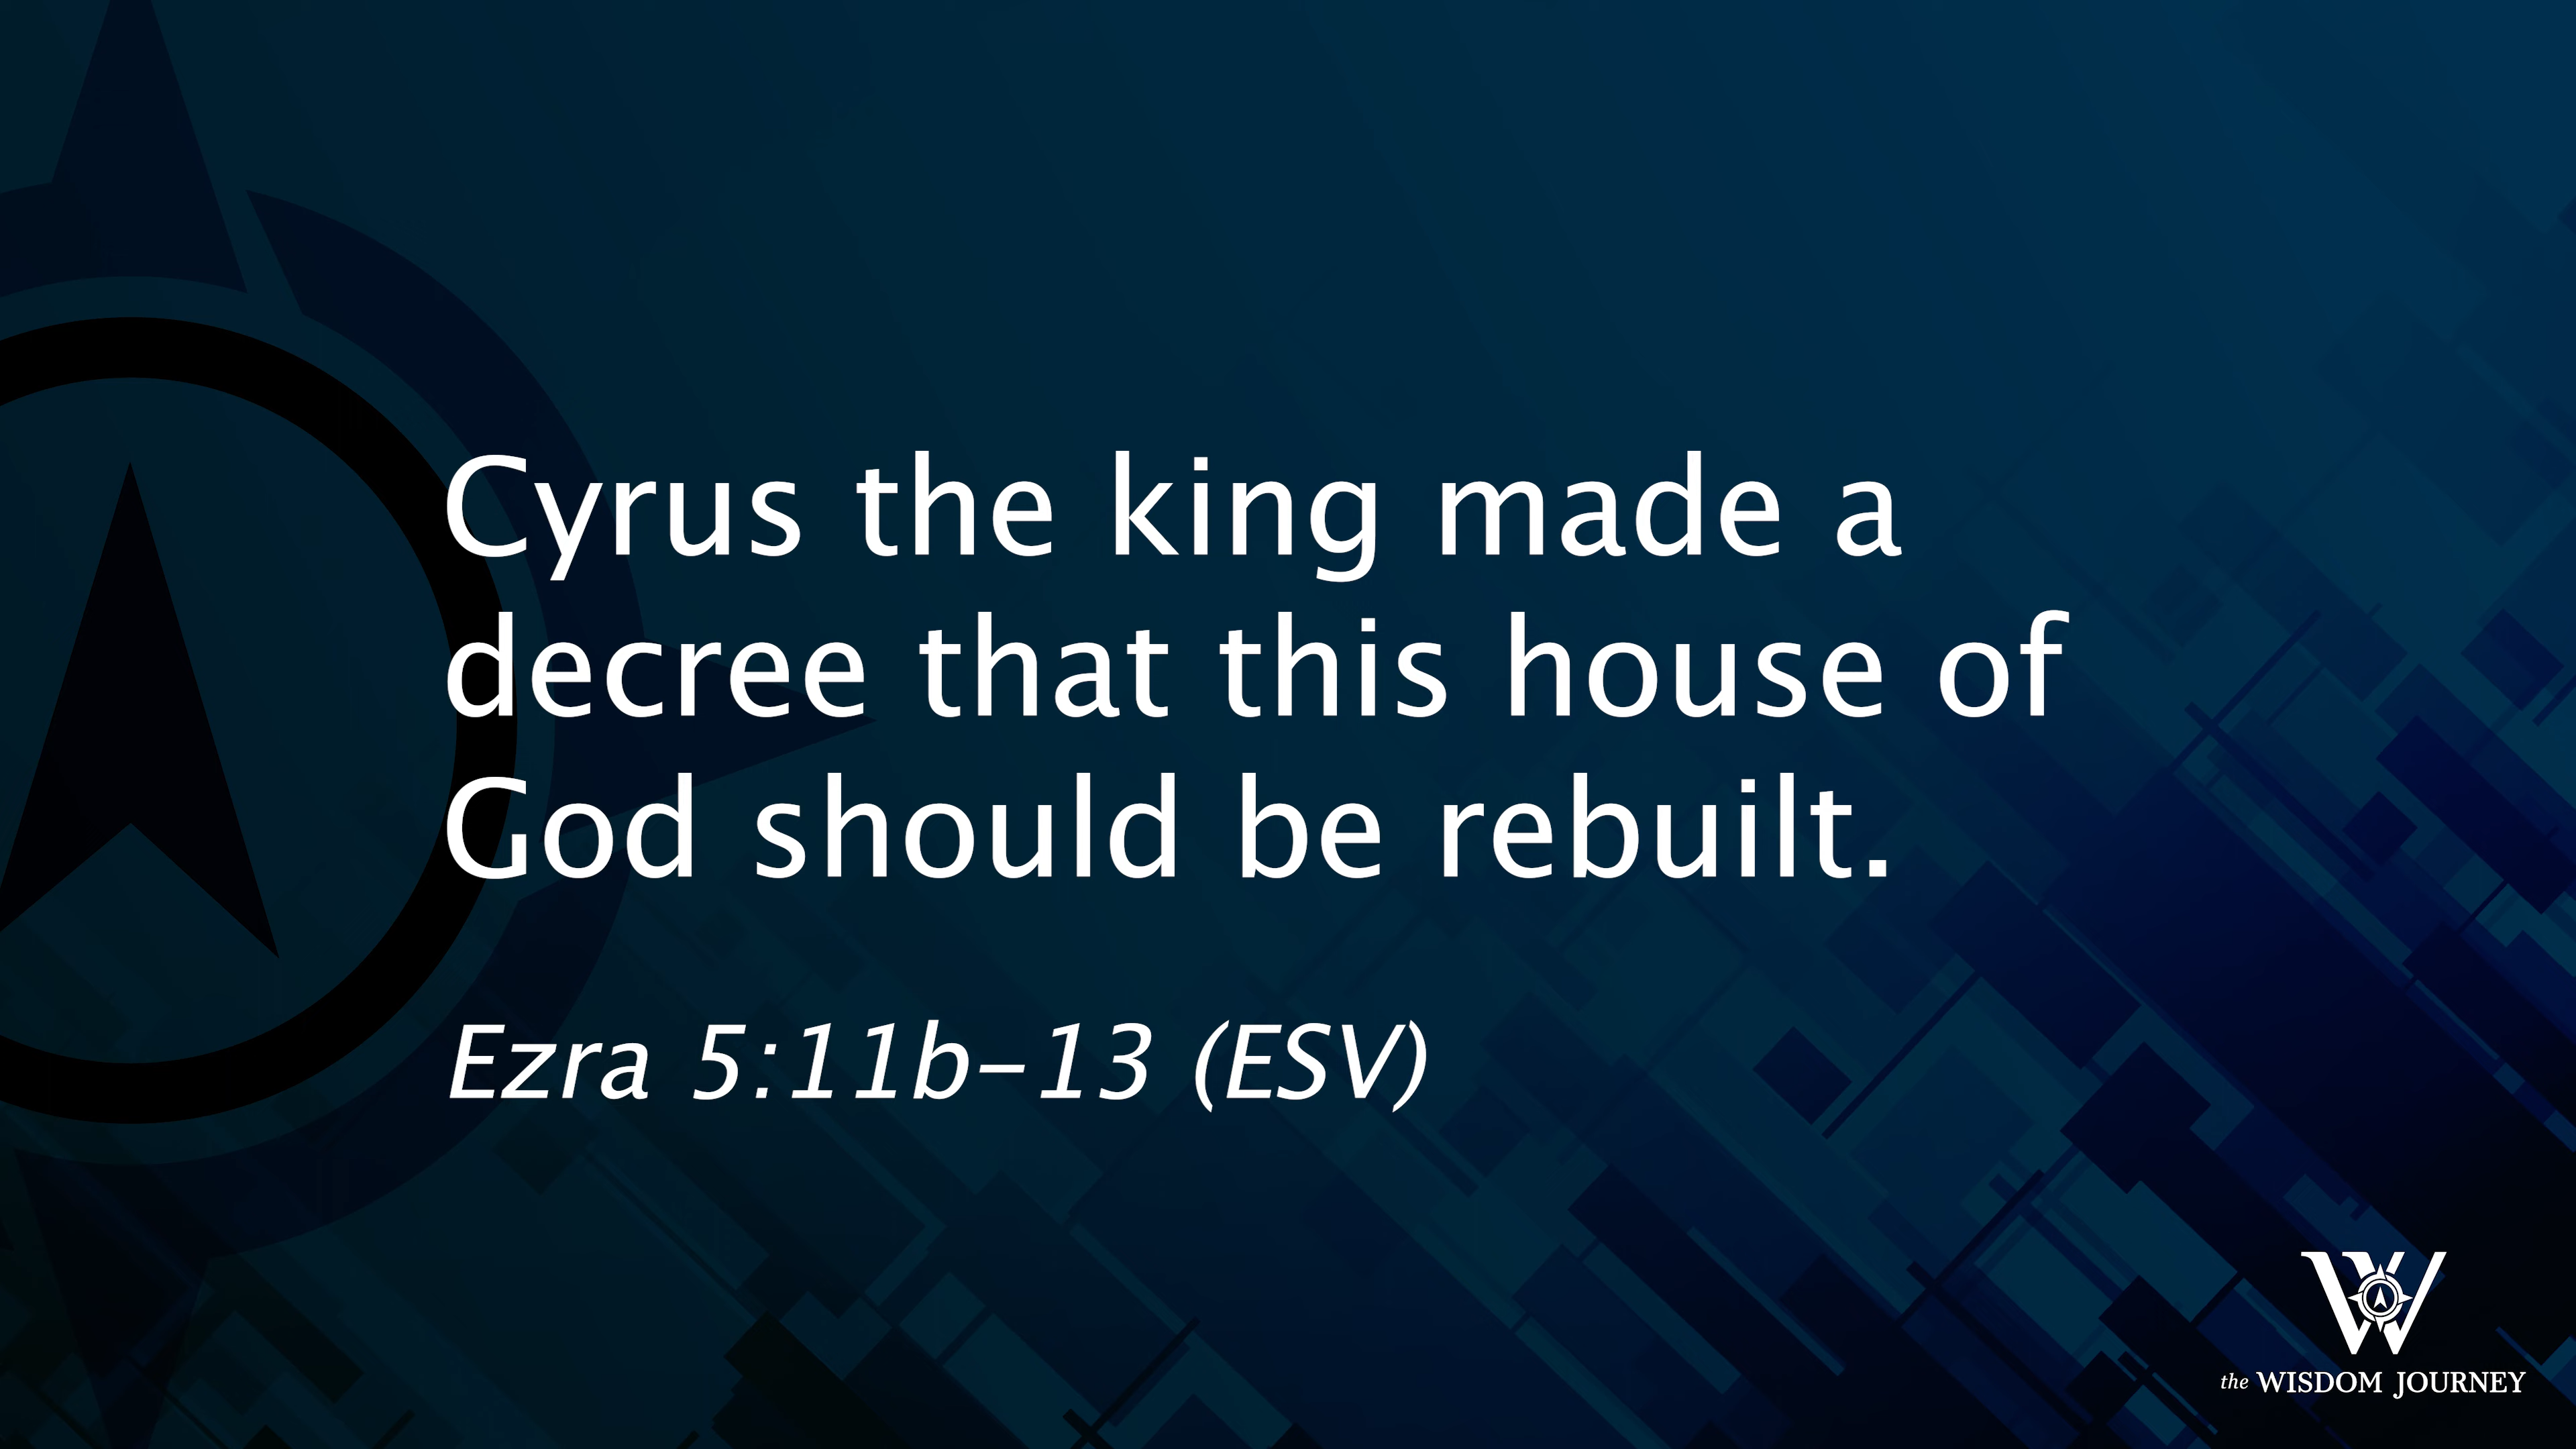 Cyrus the king made a
decree that this house of
God should be rebuilt.
Ezra 5:11b–13 (ESV)
W
the WISDOM JOURNEY